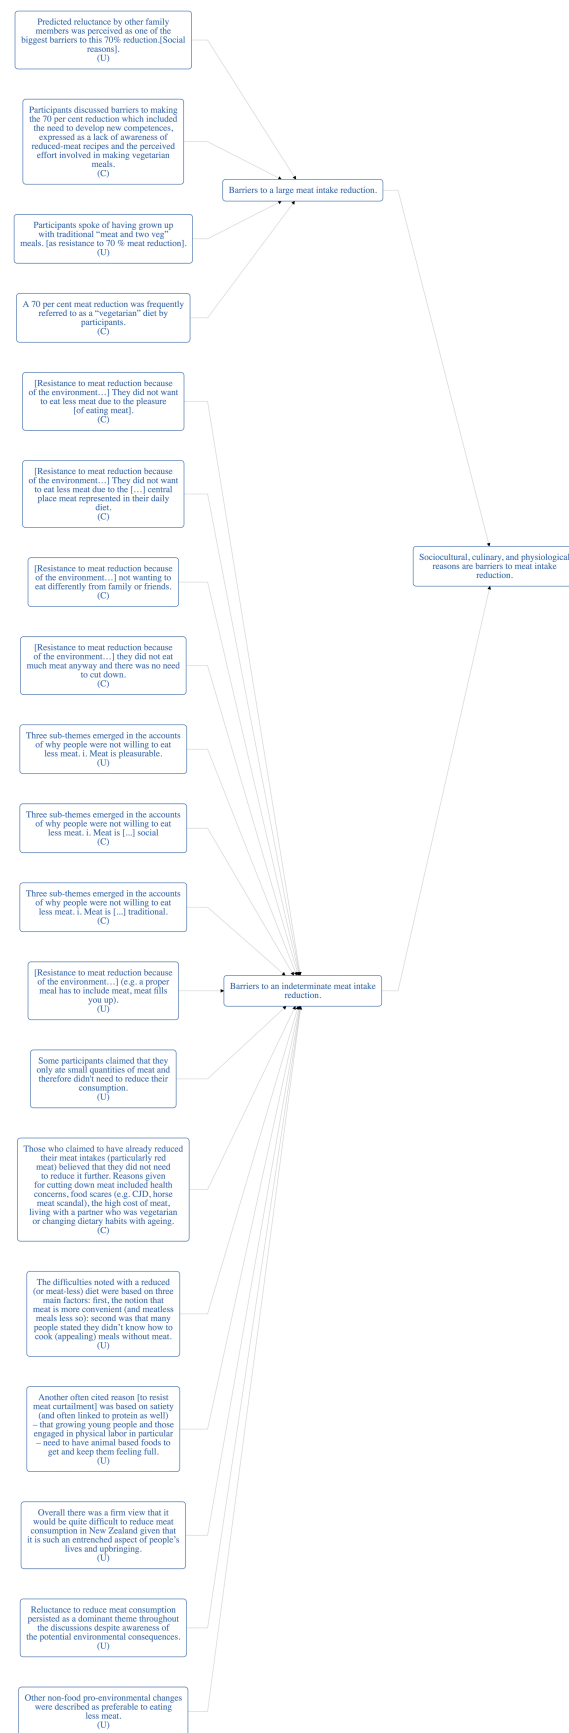 Predicted reluctance by other family
members was perceived as one of the
biggest barriers to this 70% reduction.[Social
reasons].
(U)
Participants discussed barriers to making
the 70 per cent reduction which included
the need to develop new competences,
expressed as a lack of awareness of
reduced-meat recipes and the perceived
effort involved in making vegetarian
meals.
(C)
Barriers to a large meat intake reduction.
Participants spoke of having grown up
with traditional “meat and two veg”
meals. [as resistance to 70 % meat reduction].
(U)
A 70 per cent meat reduction was frequently
referred to as a “vegetarian” diet by
participants.
(C)
[Resistance to meat reduction because
of the environment…] They did not want
to eat less meat due to the pleasure
[of eating meat].
(C)
[Resistance to meat reduction because
of the environment…] They did not want
to eat less meat due to the […] central
place meat represented in their daily
diet.
(C)
Sociocultural, culinary, and physiological
reasons are barriers to meat intake
reduction.
[Resistance to meat reduction because
of the environment…] not wanting to
eat differently from family or friends.
(C)
[Resistance to meat reduction because
of the environment…] they did not eat
much meat anyway and there was no need
to cut down.
(C)
Three sub-themes emerged in the accounts
of why people were not willing to eat
less meat. i. Meat is pleasurable.
(U)
Three sub-themes emerged in the accounts
of why people were not willing to eat
less meat. i. Meat is [...] social
(C)
Three sub-themes emerged in the accounts
of why people were not willing to eat
less meat. i. Meat is [...] traditional.
(C)
[Resistance to meat reduction because
of the environment…] (e.g. a proper
meal has to include meat, meat fills
you up).
(U)
Barriers to an indeterminate meat intake
reduction.
Some participants claimed that they
only ate small quantities of meat and
therefore didn't need to reduce their
consumption.
(U)
Those who claimed to have already reduced
their meat intakes (particularly red
meat) believed that they did not need
to reduce it further. Reasons given
for cutting down meat included health
concerns, food scares (e.g. CJD, horse
meat scandal), the high cost of meat,
living with a partner who was vegetarian
or changing dietary habits with ageing.
(C)
The difficulties noted with a reduced
(or meat-less) diet were based on three
main factors: first, the notion that
meat is more convenient (and meatless
meals less so); second was that many
people stated they didn’t know how to
cook (appealing) meals without meat.
(U)
Another often cited reason [to resist
meat curtailment] was based on satiety
(and often linked to protein as well)
– that growing young people and those
engaged in physical labor in particular
– need to have animal based foods to
get and keep them feeling full.
(U)
Overall there was a firm view that it
would be quite difficult to reduce meat
consumption in New Zealand given that
it is such an entrenched aspect of people’s
lives and upbringing.
(U)
Reluctance to reduce meat consumption
persisted as a dominant theme throughout
the discussions despite awareness of
the potential environmental consequences.
(U)
Other non-food pro-environmental changes
were described as preferable to eating
less meat.
(U)